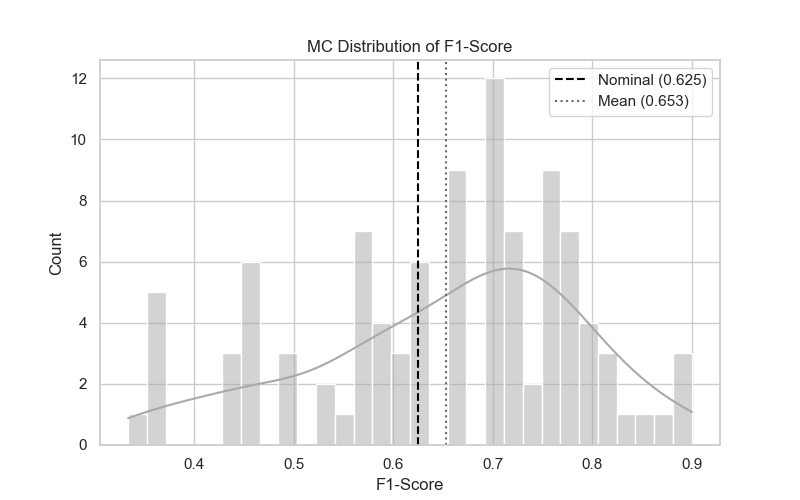 MC Distribution of F1-Score
Nominal (0.625)
Mean (0.653)
12
10
8
6
4
2
0
Count
0.4 0.5 0.6 0.7 0.8 0.9
F1-Score